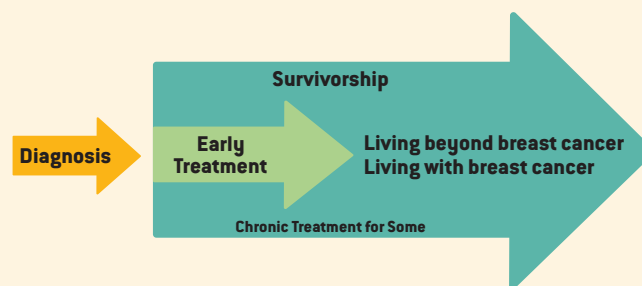 Survivorship
Diagnosis
Early
Treatment
Living beyond breast cancer
Living with breast cancer
Chronic Treatment for Some